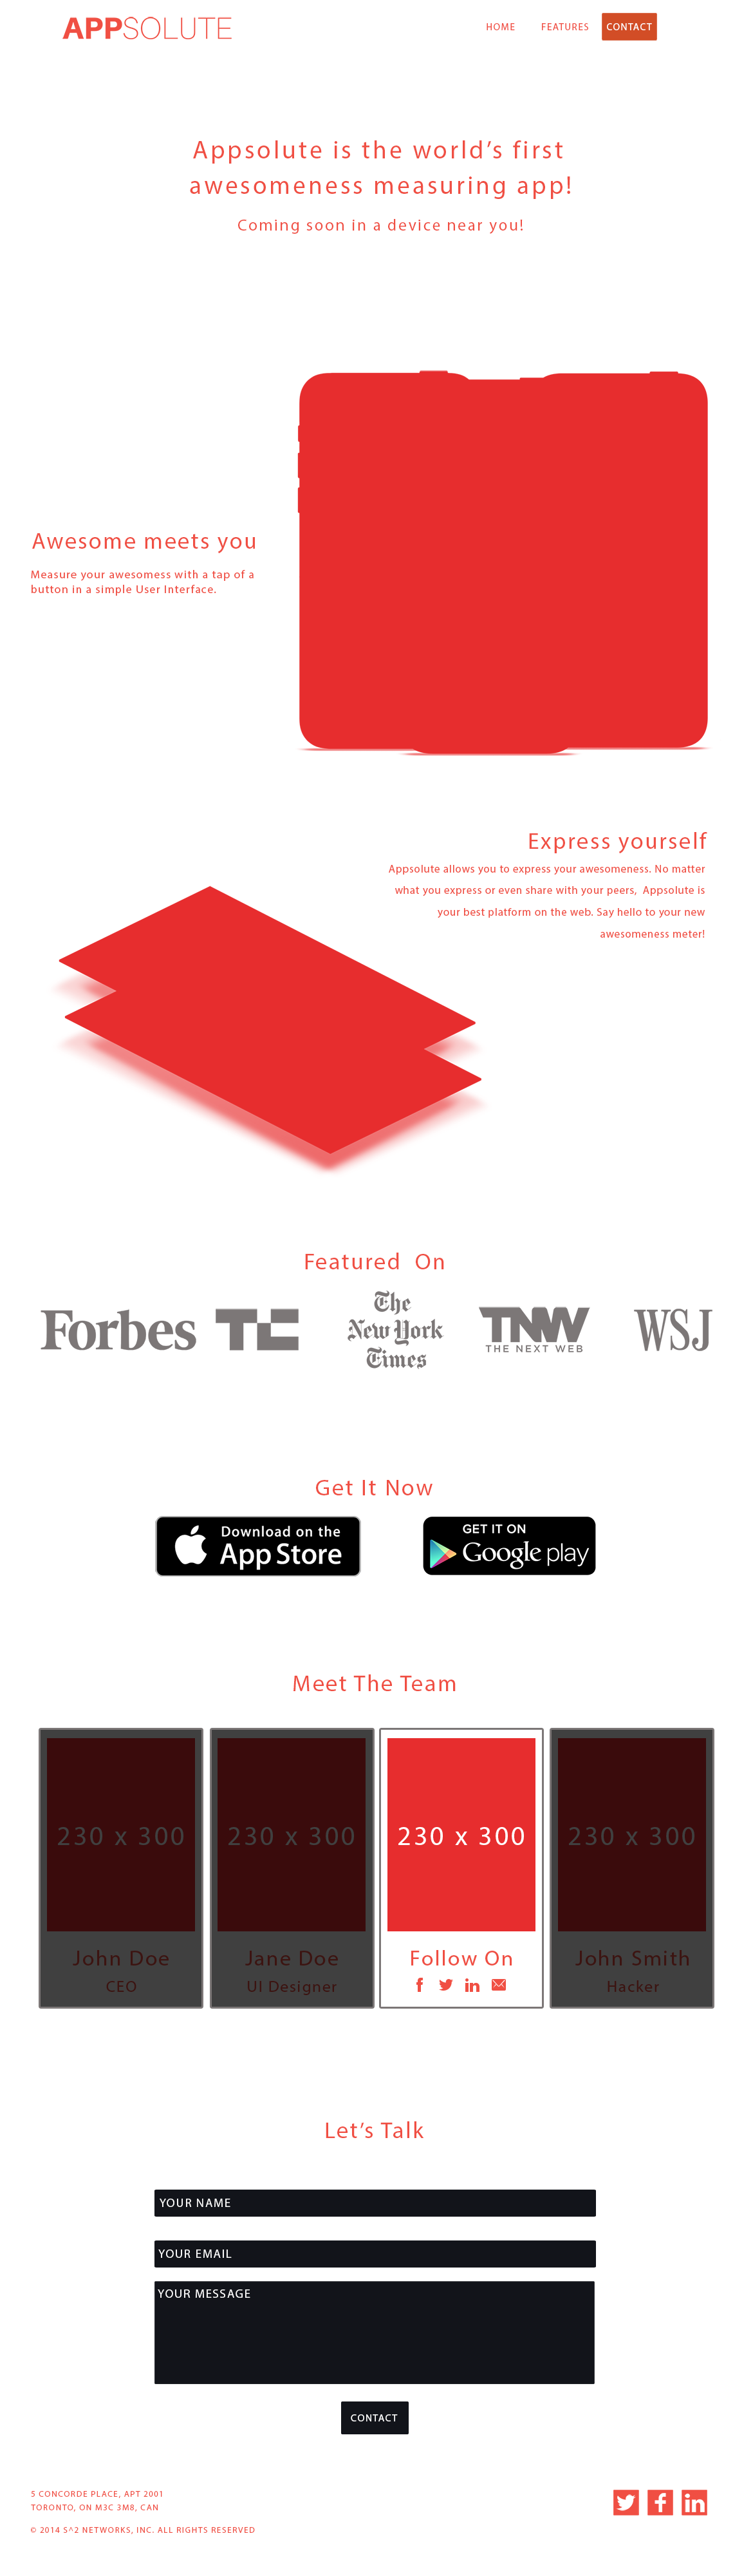 APPSOLUTE
HOME FEATURES CONTACT
Appsolute is the world’s first
awesomeness measuring app!
Coming soon in a device near you!
Awesome meets you
Measure your awesomess with a tap of a
button in a simple User Interface.
Express yourself
Appsolute allows you to express your awesomeness. No matter
what you express or even share with your peers, Appsolute is
your best platform on the web. Say hello to your new
awesomeness meter!
Featured On
Forbes
TC
The
New York
Times
TNW
THE NEXT WEB
WSJ
Get It Now
Download on the
App Store
GET IT ON
Google play
Meet The Team
230 x 300 230 x 300 230 x 300 230 x 300
John Doe Jane Doe Follow On John Smith
CEO UI Designer f in Hacker
Let’s Talk
YOUR NAME
YOUR EMAIL
YOUR MESSAGE
CONTACT
5 CONCORDE PLACE, APT 2001
TORONTO, ON M3C 3M8, CAN
© 2014 S^2 NETWORKS, INC. ALL RIGHTS RESERVED
f in